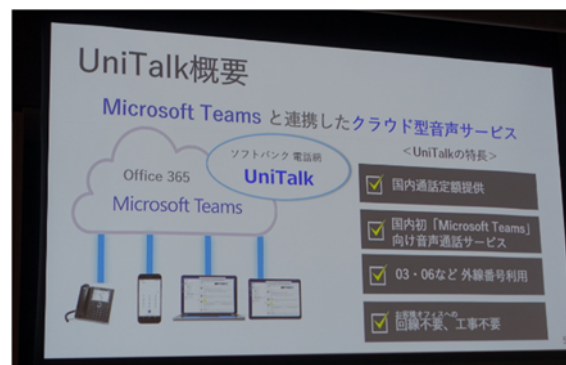 UniTalk概要
Microsoft Teams と連携したクラウド型音声サービス
ソフトバンク 電話網
UniTalk
Office 365
Microsoft Teams
＜UniTalkの特長＞
国内通話定額提供
国内初「Microsoft Teams」
向け音声通話サービス
03・06など 外線番号利用
お客様オフィスへの
回線不要、工事不要